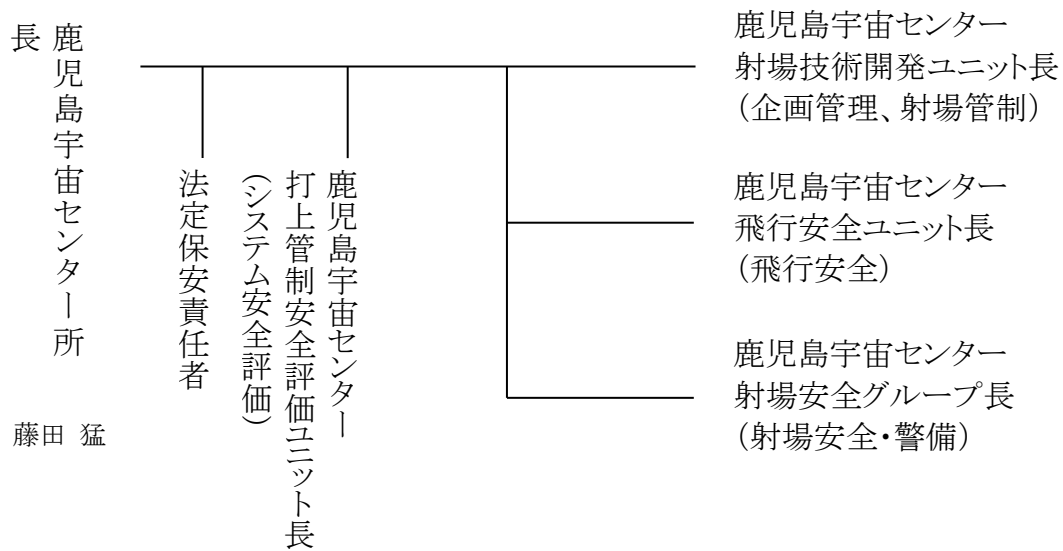 鹿児島宇宙センター所
長
藤田 猛
法定保安責任者
鹿児島宇宙センター
打上管制安全評価ユニット長
(システム安全評価)
鹿児島宇宙センター
射場技術開発ユニット長
(企画管理、射場管制)
鹿児島宇宙センター
飛行安全ユニット長
(飛行安全)
鹿児島宇宙センター
射場安全グループ長
(射場安全・警備)